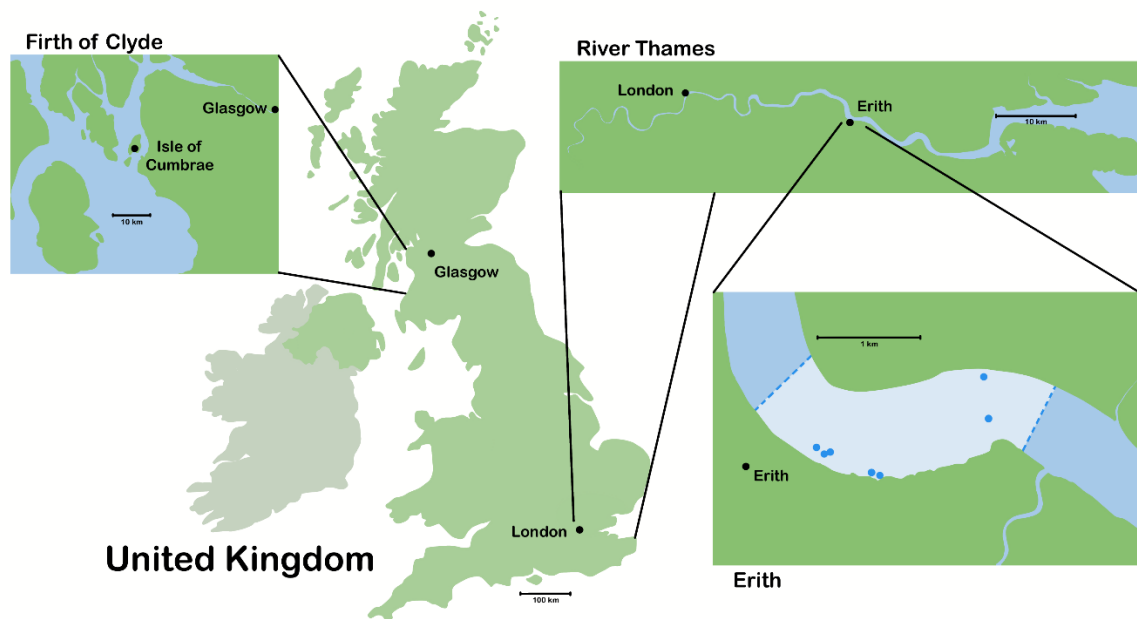 Firth of Clyde
Glasgow
Isle of
Cumbrae
10 km
River Thames
London
Erith
10 km
Glasgow
London
100 km
United Kingdom
1 km
Erith
Erith